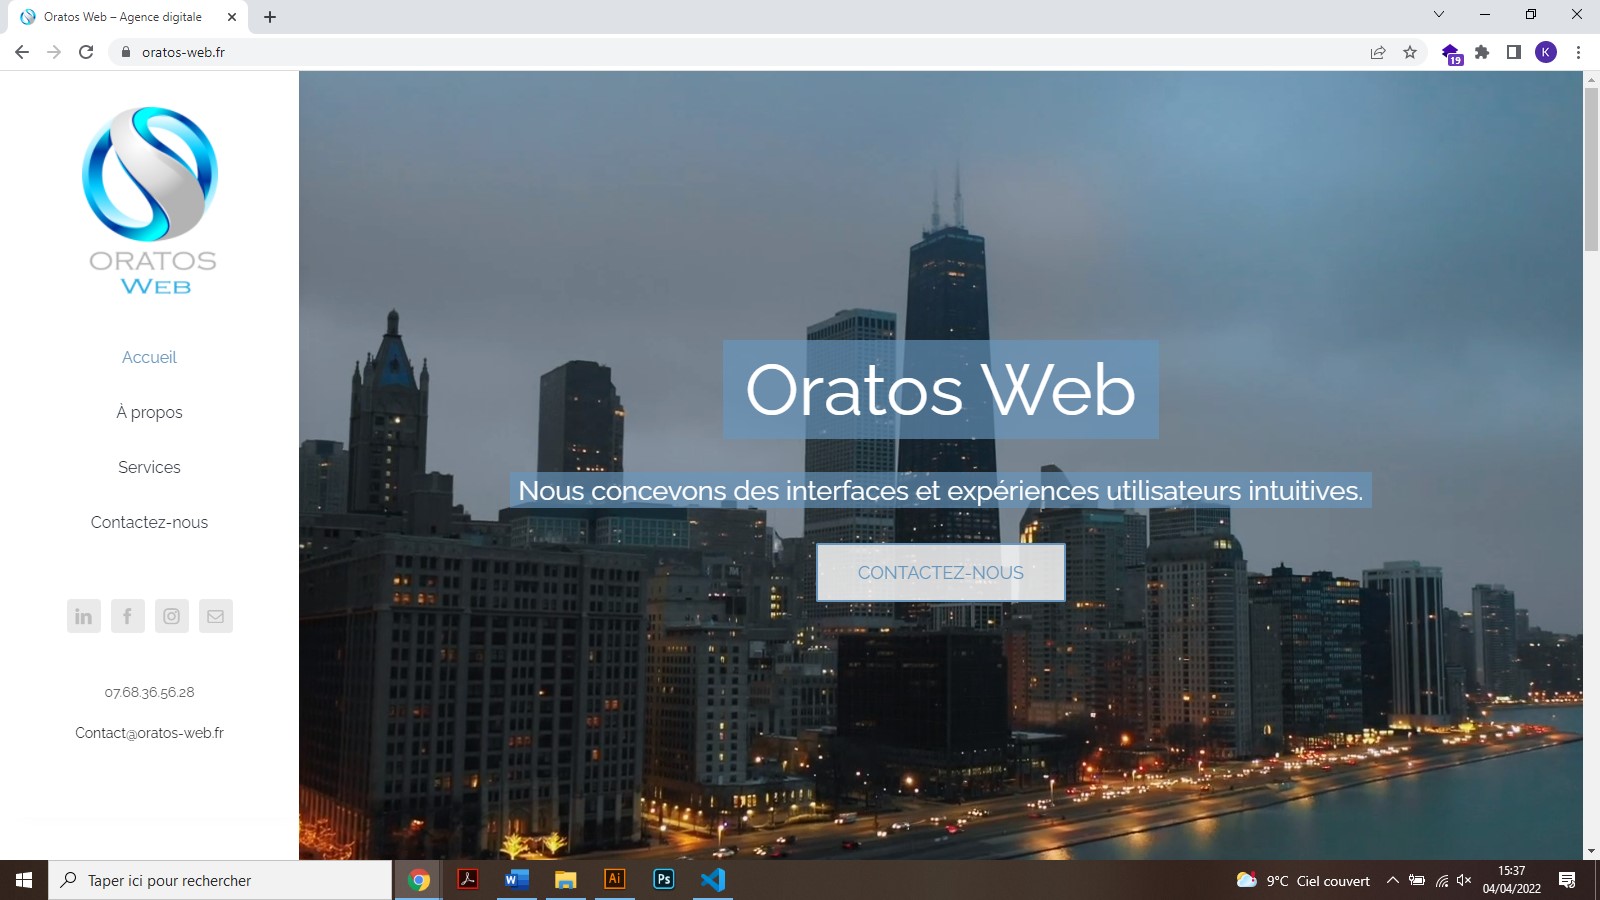 Oratos Web – Agence digitale
oratos-web.fr
19
K
ORATOS
WEB
Accueil
À propos
Services
Contactez-nous
07.68.36.56.28
Contact@oratos-web.fr
Oratos Web
Nous concevons des interfaces et expériences utilisateurs intuitives.
CONTACTEZ-NOUS
Taper ici pour rechercher
W
Ai
Ps
9°C Ciel couvert
15:37
04/04/2022